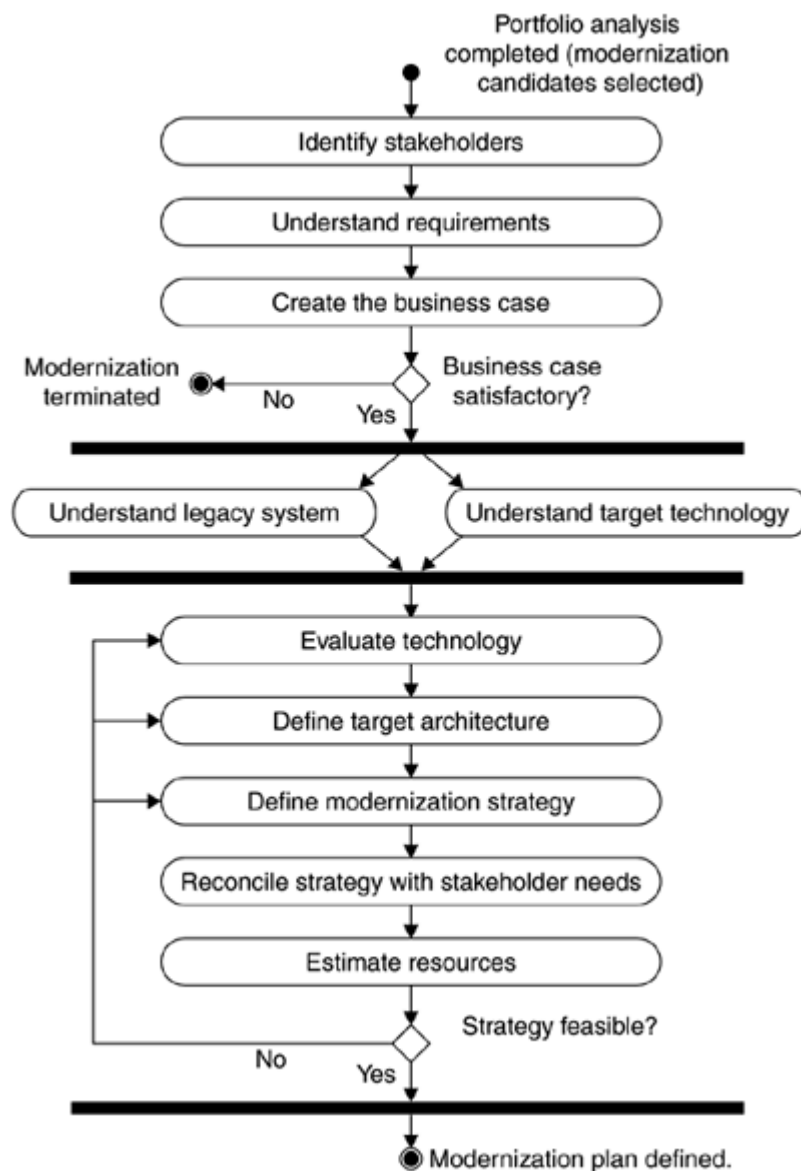 Portfolio analysis
completed (modernization
candidates selected)
Identify stakeholders
Understand requirements
Create the business case
Modernization
terminated
No
Business case
satisfactory?
Yes
Understand legacy system
Understand target technology
Evaluate technology
Define target architecture
Define modernization strategy
Reconcile strategy with stakeholder needs
Estimate resources
Strategy feasible?
No
Yes
Modernization plan defined.